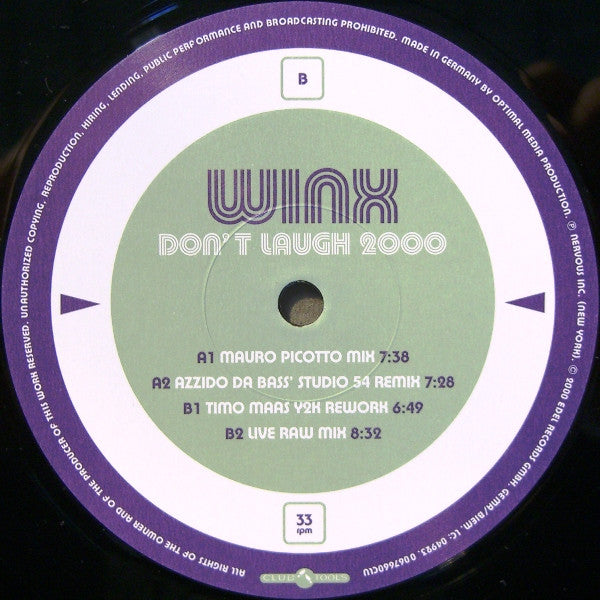 B
WINX
DON'T LAUGH 2000
A1 MAURO PICOTTO MIX 7:38
A2 AZZIDO DA BASS' STUDIO 54 REMIX 7:28
B1 TIMO MAAS Y2K REWORK 6:49
B2 LIVE RAW MIX 8:32
33
rpm
CLUB TOOLS
ALL RIGHTS OF THE OWNER AND OF THE PRODUCER OF THIS WORK RESERVED. UNAUTHORIZED COPYING, REPRODUCTION, HIRING, LENDING, PUBLIC PERFORMANCE AND BROADCASTING PROHIBITED. MADE IN GERMANY BY OPTIMAL MEDIA PRODUCTION. ℗ NERVOUS INC. (NEW YORK). © 2000 EDEL RECORDS GMBH. GEMA/BIEM. LC: 04993. 0067660CLU